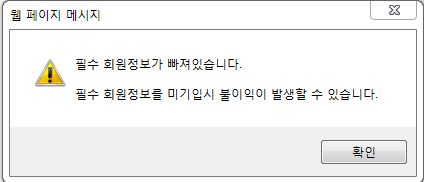 웹 페이지 메시지
필수 회원정보가 빠져있습니다.
필수 회원정보를 미기입시 불이익이 발생할 수 있습니다.
확인